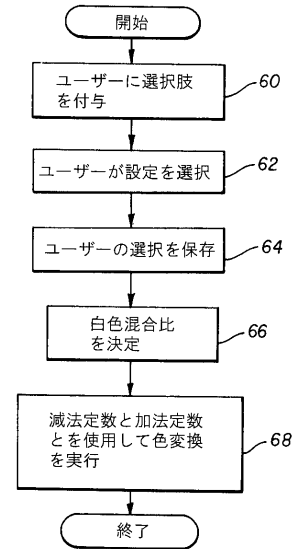 開始
ユーザーに選択肢
を付与
60
ユーザーが設定を選択
62
ユーザーの選択を保存
64
白色混合比
を決定
66
減法定数と加法定数
とを使用して色変換
を実行
68
終了